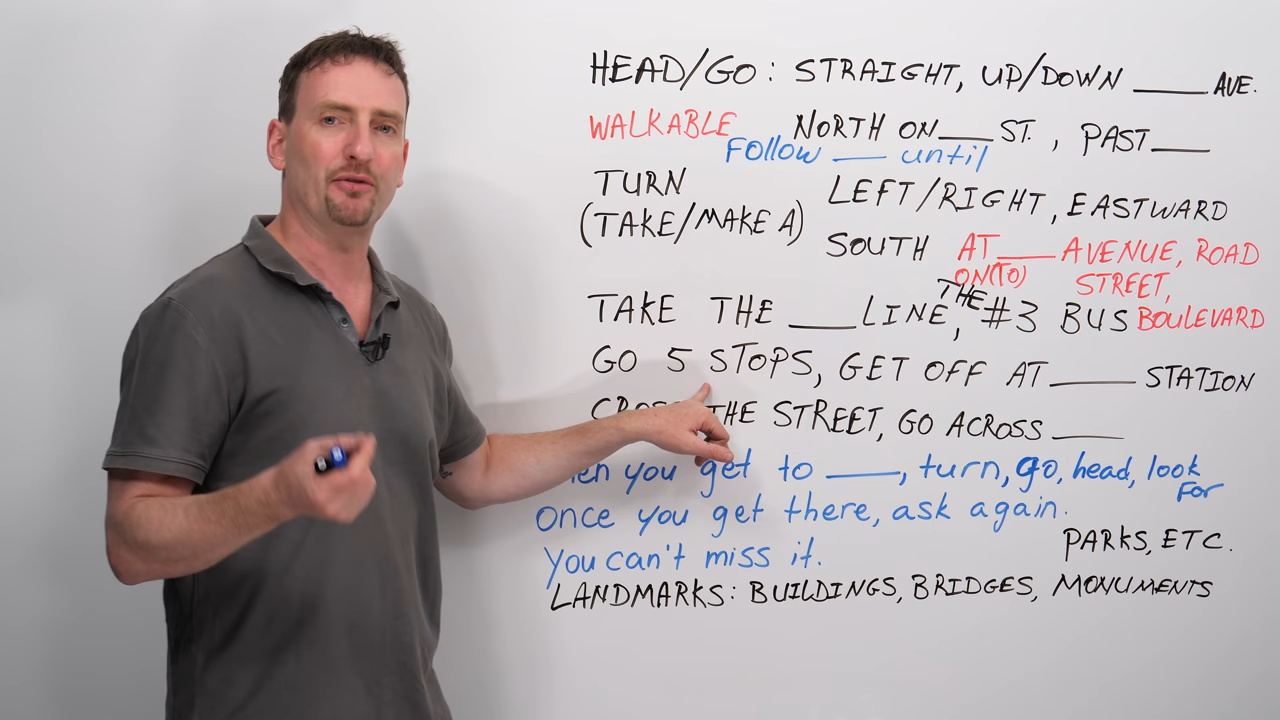 HEAD/GO: STRAIGHT, UP/DOWN ____ AVE.
WALKABLE NORTH ON ____ ST., PAST ____
Follow ____ until
TURN LEFT/RIGHT, EASTWARD
(TAKE/MAKE A) SOUTH AT ____ AVENUE, ROAD
ON(TO) STREET,
TAKE THE ____ LINE, THE #3 BUS BOULEVARD
GO 5 STOPS, GET OFF AT ____ STATION
THE STREET, GO ACROSS ____
you get to ____, turn, go, head, look
For
Once you get there, ask again.
PARKS, ETC.
You can't miss it.
LANDMARKS: BUILDINGS, BRIDGES, MONUMENTS